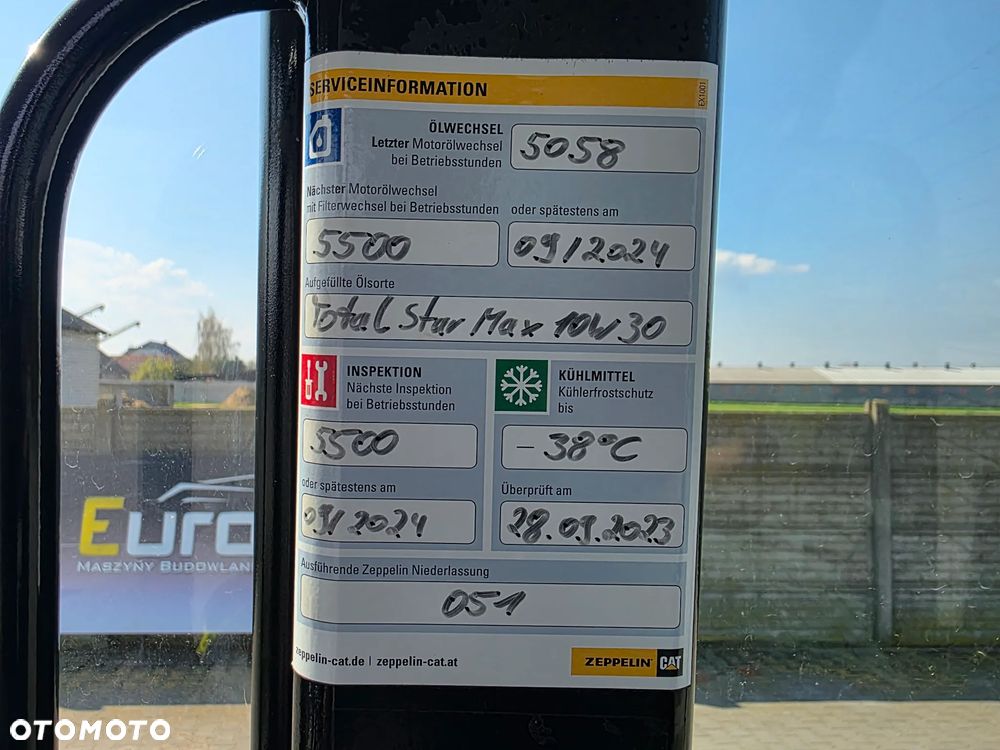 SERVICEINFORMATION
EX1001
ÖLWECHSEL
Letzter Motorölwechsel
bei Betriebsstunden
5058
Nächster Motorölwechsel
mit Filterwechsel bei Betriebsstunden
5500
oder spätestens am
09/2024
Aufgefüllte Ölsorte
Total Star Max 10W30
INSPEKTION
Nächste Inspektion
bei Betriebsstunden
5500
oder spätestens am
09/2024
KÜHLMITTEL
Kühlerfrostschutz
bis
-38°C
Überprüft am
28.09.2023
Ausführende Zeppelin Niederlassung
051
zeppelin-cat.de | zeppelin-cat.at
ZEPPELIN CAT
Euro
MASZYNY BUDOWLAN
OTOMOTO